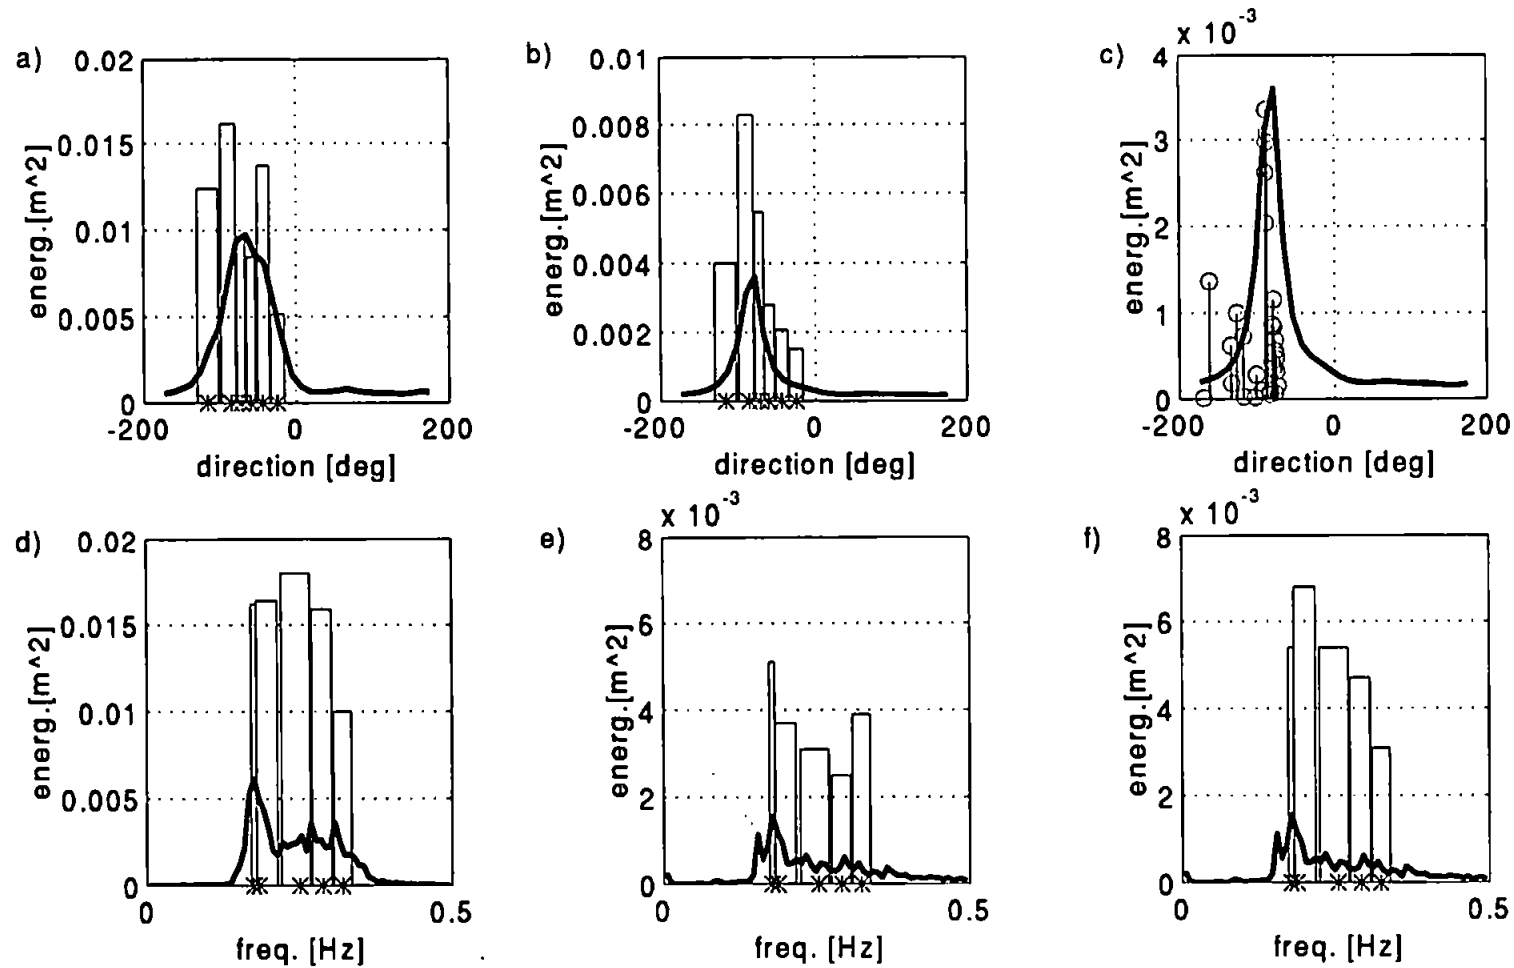 a)
0.02
0.015
0.01
0.005
0
energ.[m^2]
-200
0
200
direction [deg]
b)
0.01
0.008
0.006
0.004
0.002
0
energ.[m^2]
-200
0
200
direction [deg]
c)
x 10^-3
4
3
2
1
0
energ.[m^2]
-200
0
200
direction [deg]
d)
0.02
0.015
0.01
0.005
0
energ.[m^2]
0
0.5
freq. [Hz]
e)
x 10^-3
8
6
4
2
0
energ.[m^2]
0
0.5
freq. [Hz]
f)
x 10^-3
8
6
4
2
0
energ.[m^2]
0
0.5
freq. [Hz]